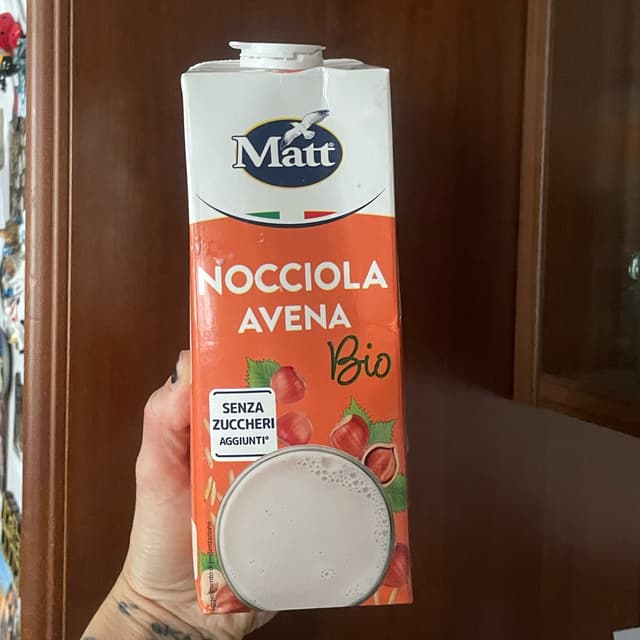 Matt
NOCCIOLA
AVENA
Bio
SENZA
ZUCCHERI
AGGIUNTI°